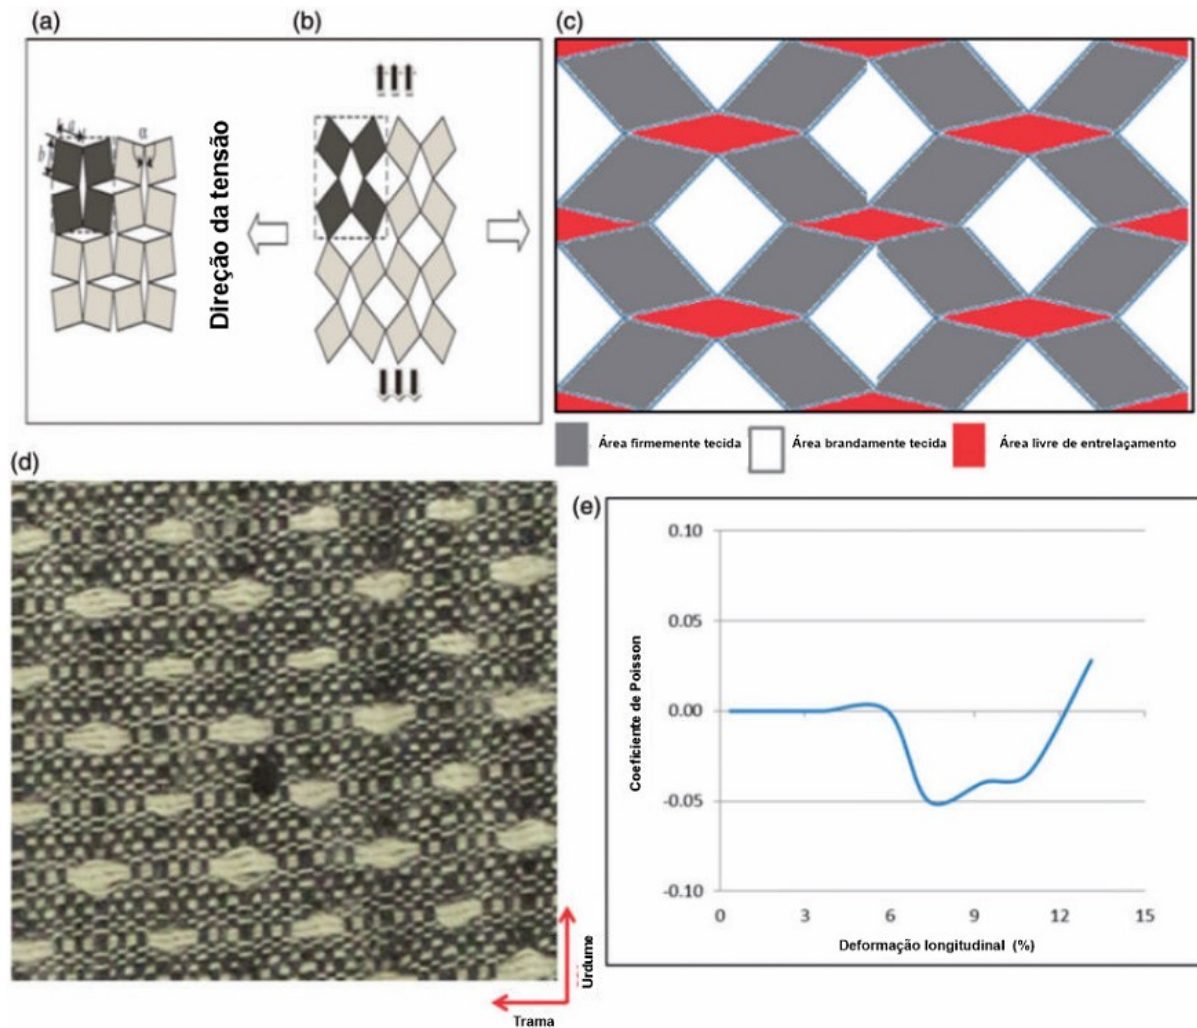 (a)
(b)
(c)
α
Direção da tensão
Área firmemente tecida
Área brandamente tecida
Área livre de entrelaçamento
(d)
(e)
0.10
0.05
0.00
-0.05
-0.10
Coeficiente de Poisson
0 3 6 9 12 15
Deformação longitudinal (%)
Urdume
Trama